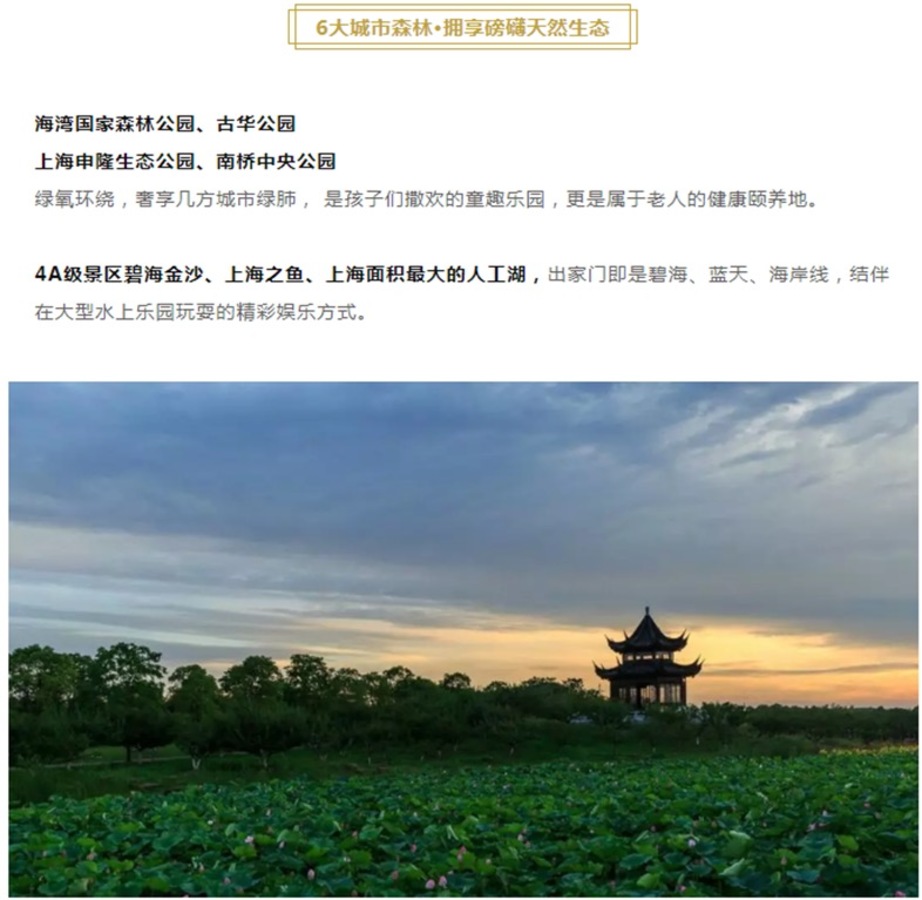 6大城市森林•拥享磅礴天然生态
海湾国家森林公园、古华公园
上海申隆生态公园、南桥中央公园
绿氧环绕，奢享几方城市绿肺， 是孩子们撒欢的童趣乐园，更是属于老人的健康颐养地。
4A级景区碧海金沙、上海之鱼、上海面积最大的人工湖，出家门即是碧海、蓝天、海岸线，结伴
在大型水上乐园玩耍的精彩娱乐方式。